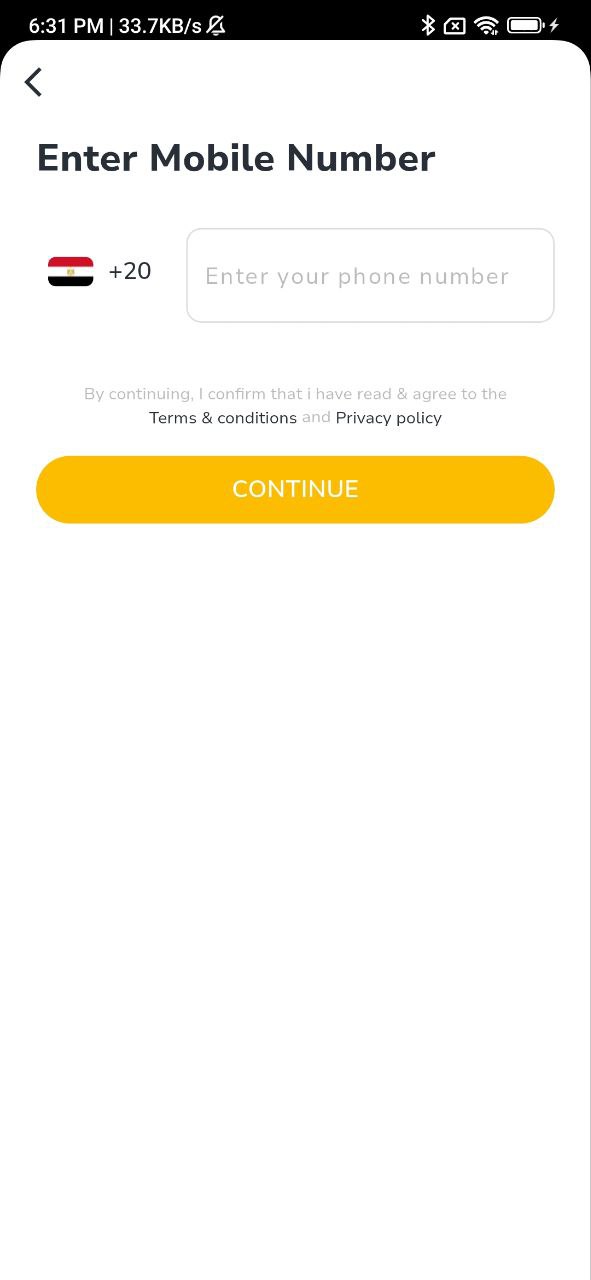 6:31 PM | 33.7KB/s
Enter Mobile Number
+20
Enter your phone number
By continuing, I confirm that i have read & agree to the
Terms & conditions and Privacy policy
CONTINUE